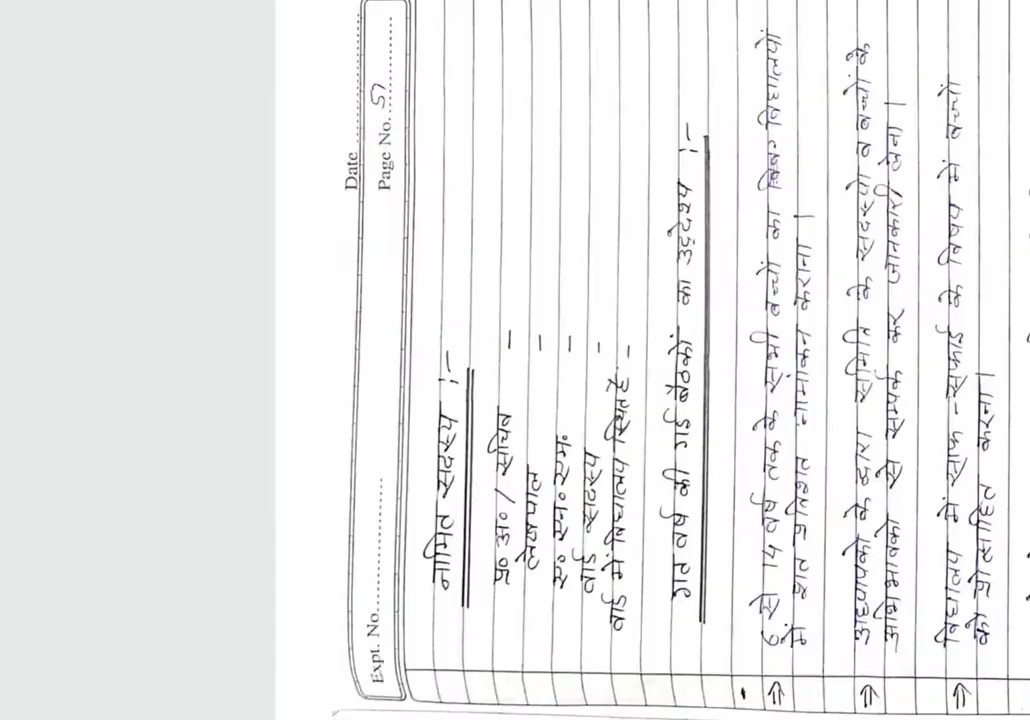 Date
Expt. No.
Page No. 57
नामित सदस्य :-
प्र० अ० / सचिव -
लेखपाल -
ए० एन० एम० -
वार्ड सदस्य -
वार्ड में विद्यालय स्थित है -
गत वर्ष की गई बैठकों का उद्देश्य :-
⇒ 6 से 14 वर्ष तक के सभी बच्चों का विद्यालयों
में शत प्रतिशत नामांकन कराना।
⇒ अध्यापको के द्वारा समिति के सदस्यो व बच्चों के
अभिभावको से सम्पर्क कर जानकारी लेना।
⇒ विद्यालय में साफ-सफाई के विषय में बच्चों
को प्रोत्साहित करना।